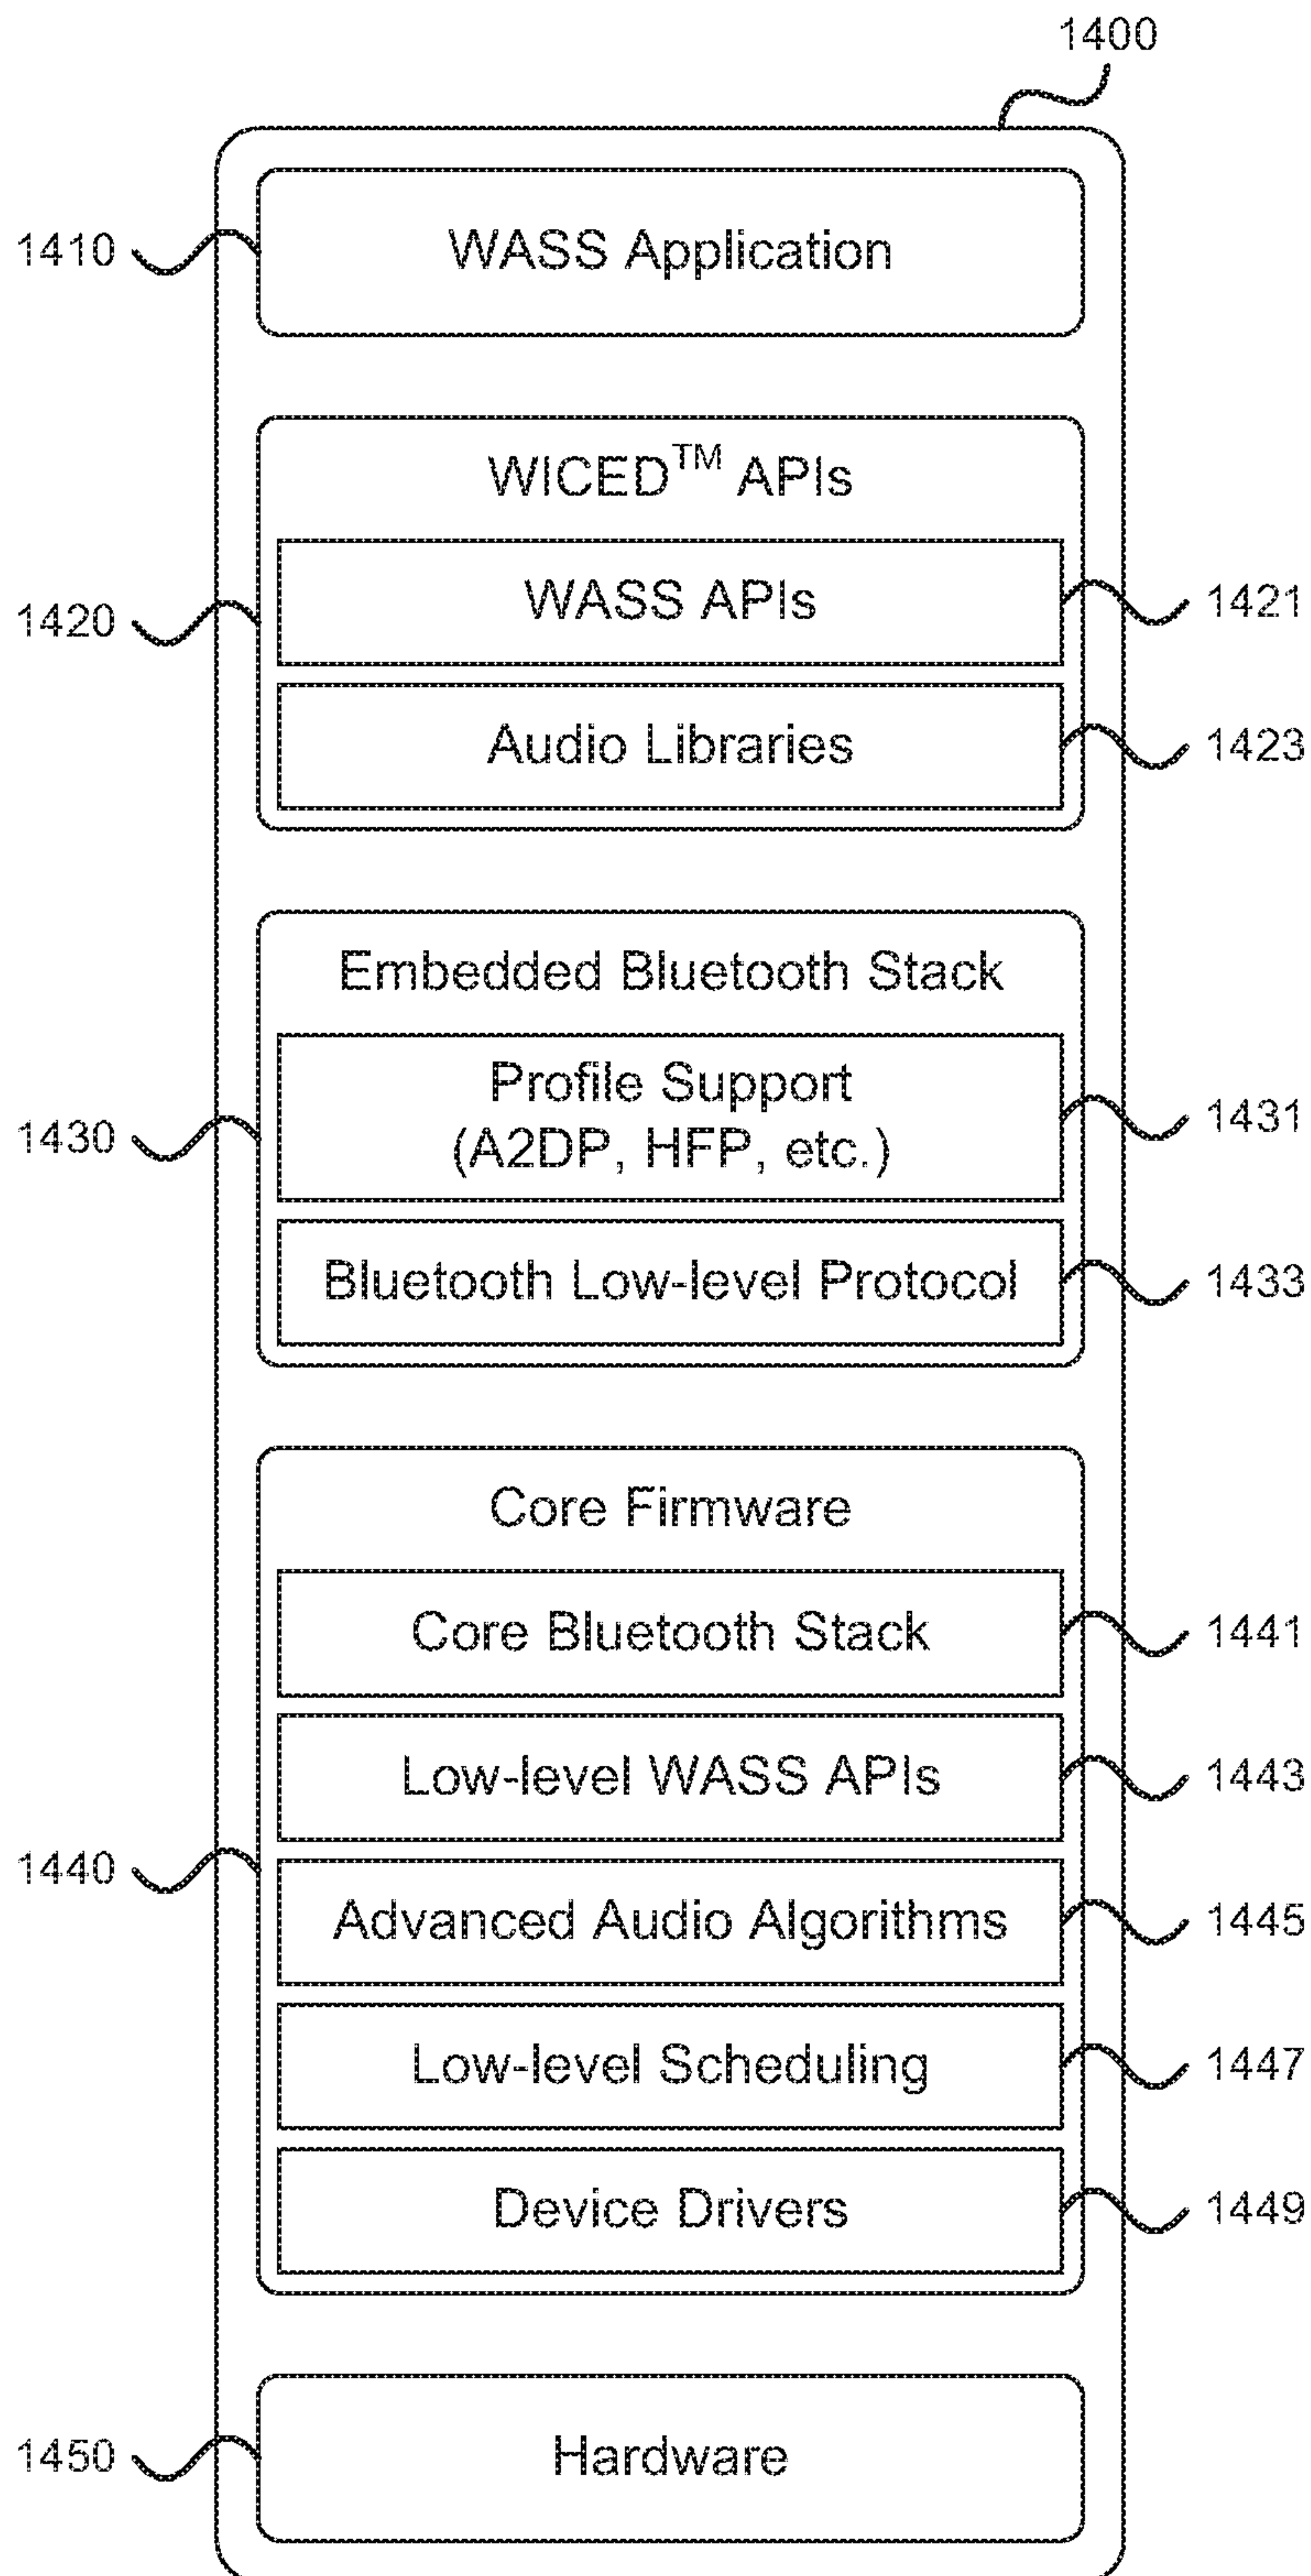 1400
1410
WASS Application
WICED™ APIs
1420
WASS APIs
1421
Audio Libraries
1423
Embedded Bluetooth Stack
1430
Profile Support
(A2DP, HFP, etc.)
1431
Bluetooth Low-level Protocol
1433
Core Firmware
Core Bluetooth Stack
1441
Low-level WASS APIs
1443
1440
Advanced Audio Algorithms
1445
Low-level Scheduling
1447
Device Drivers
1449
1450
Hardware